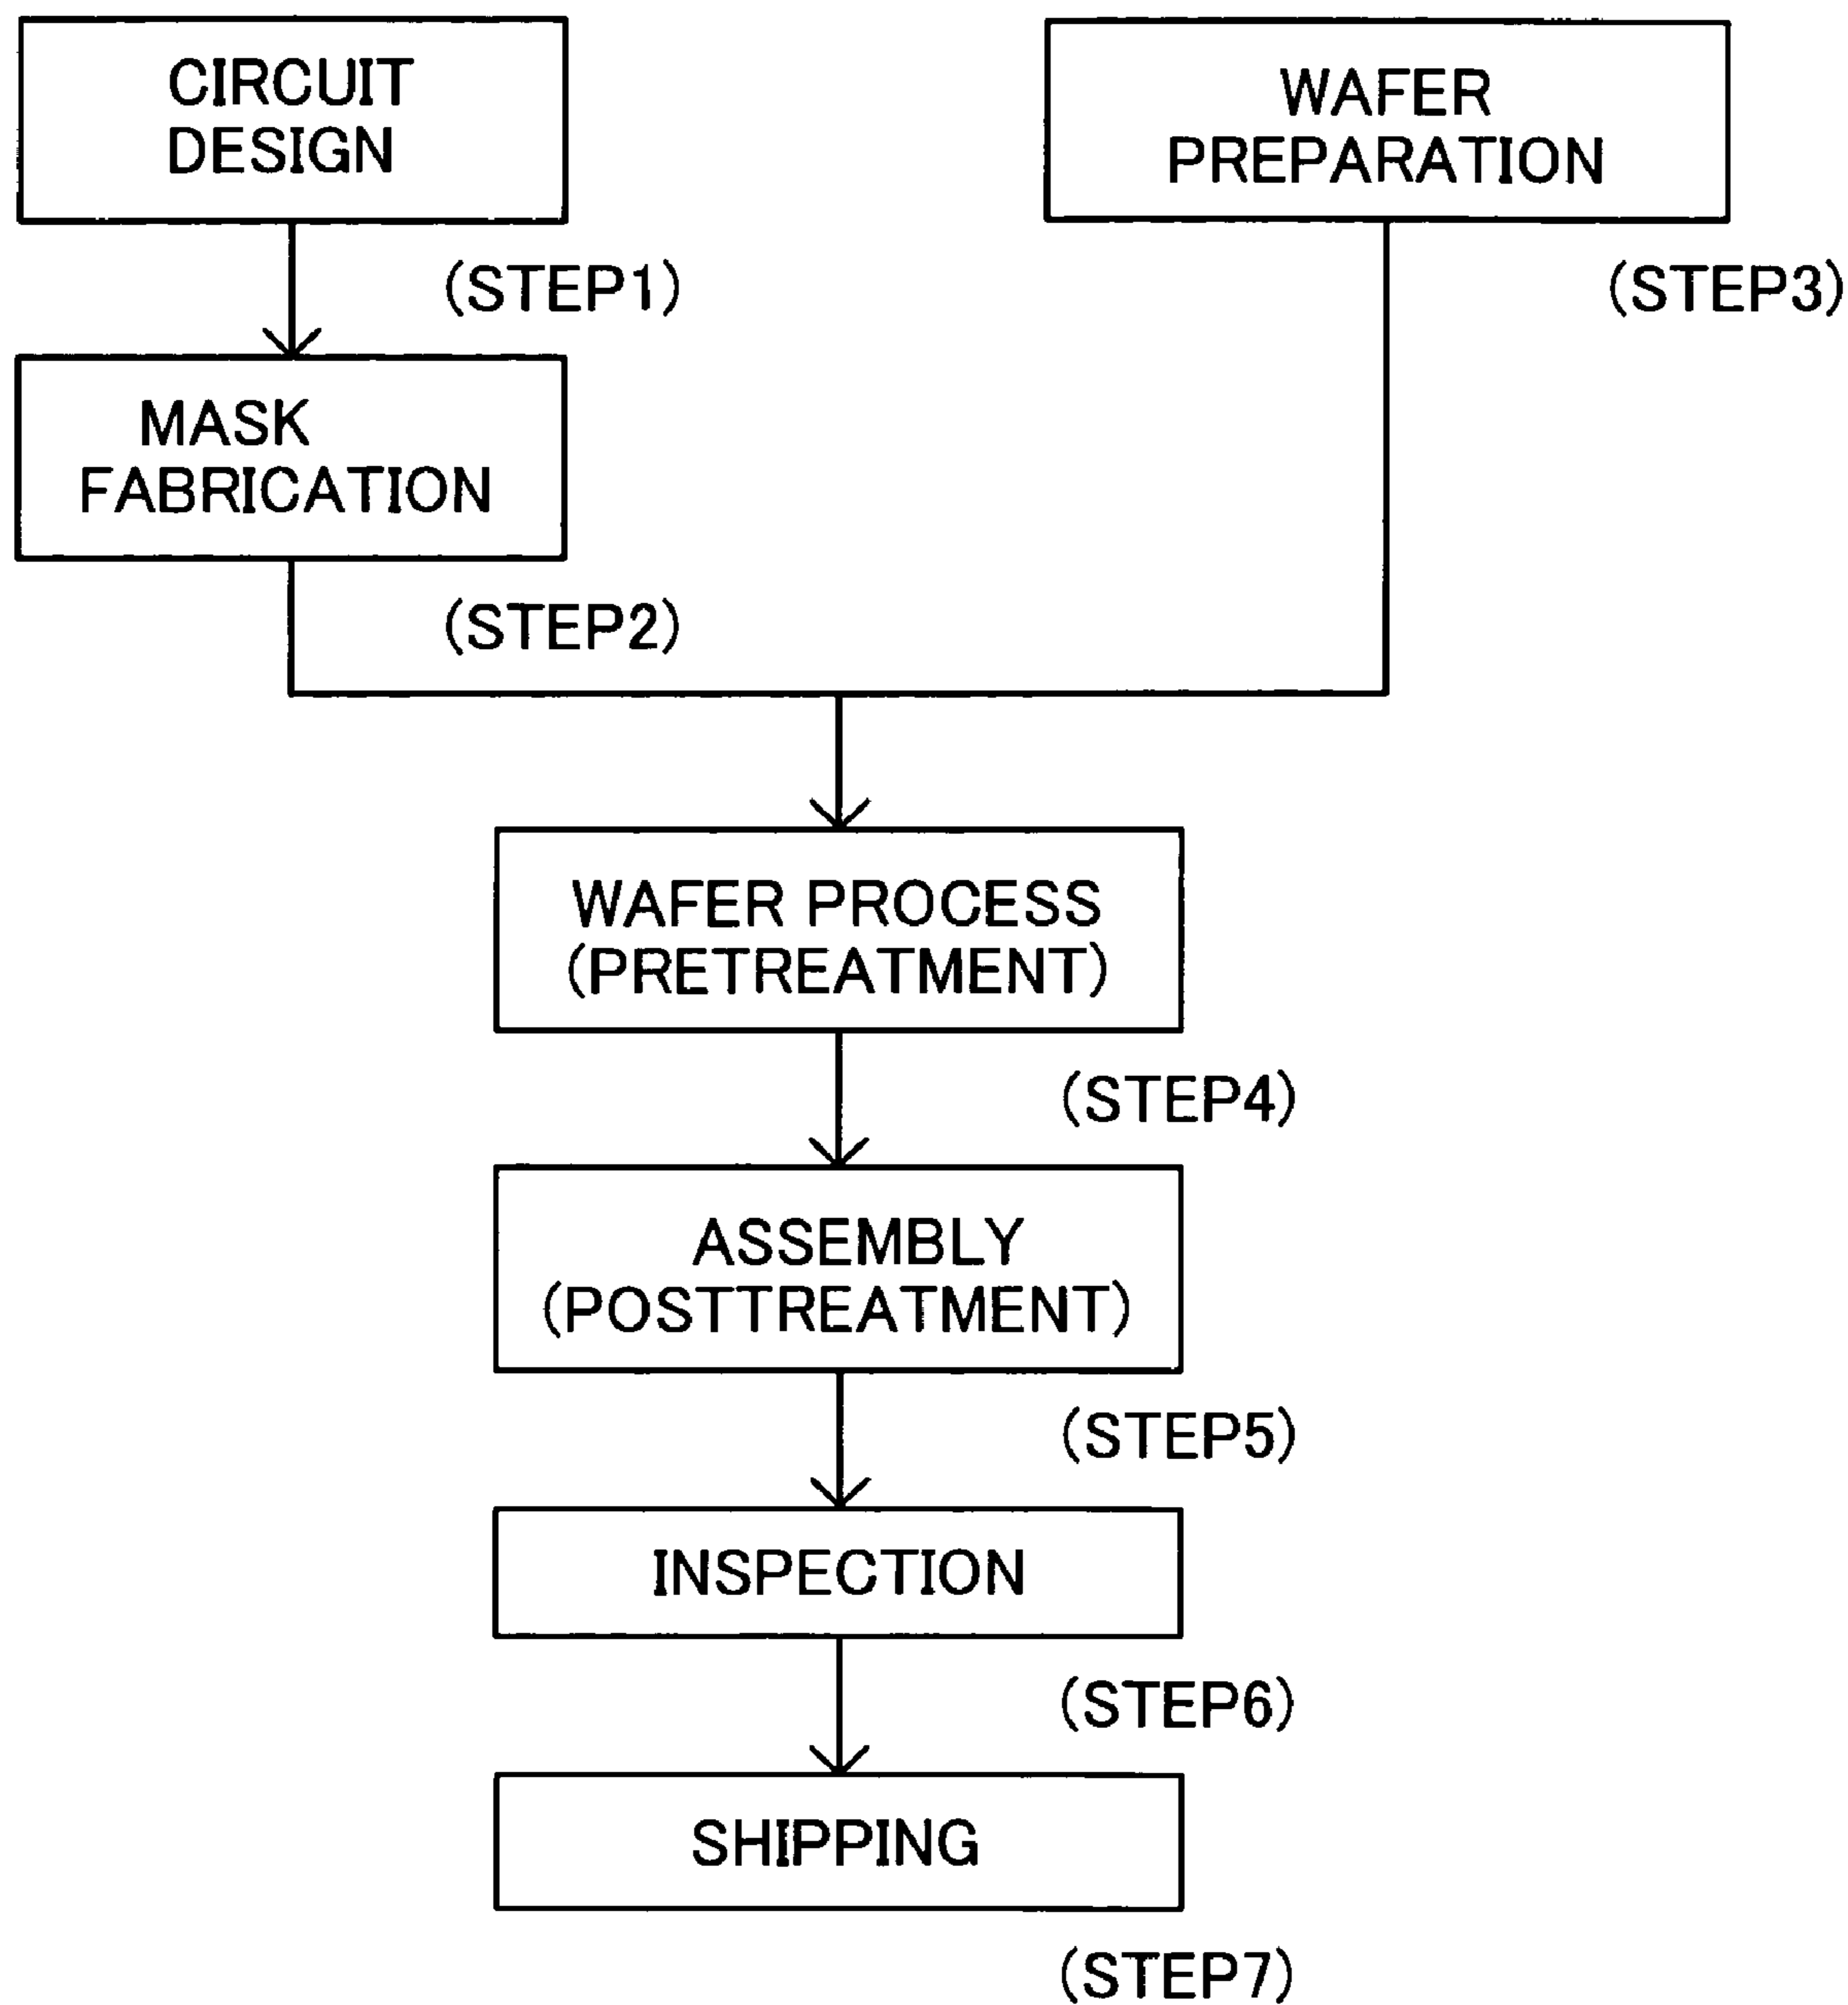 CIRCUIT
DESIGN
(STEP1)
WAFER
PREPARATION
(STEP3)
MASK
FABRICATION
(STEP2)
WAFER PROCESS
(PRETREATMENT)
(STEP4)
ASSEMBLY
(POSTTREATMENT)
(STEP5)
INSPECTION
(STEP6)
SHIPPING
(STEP7)